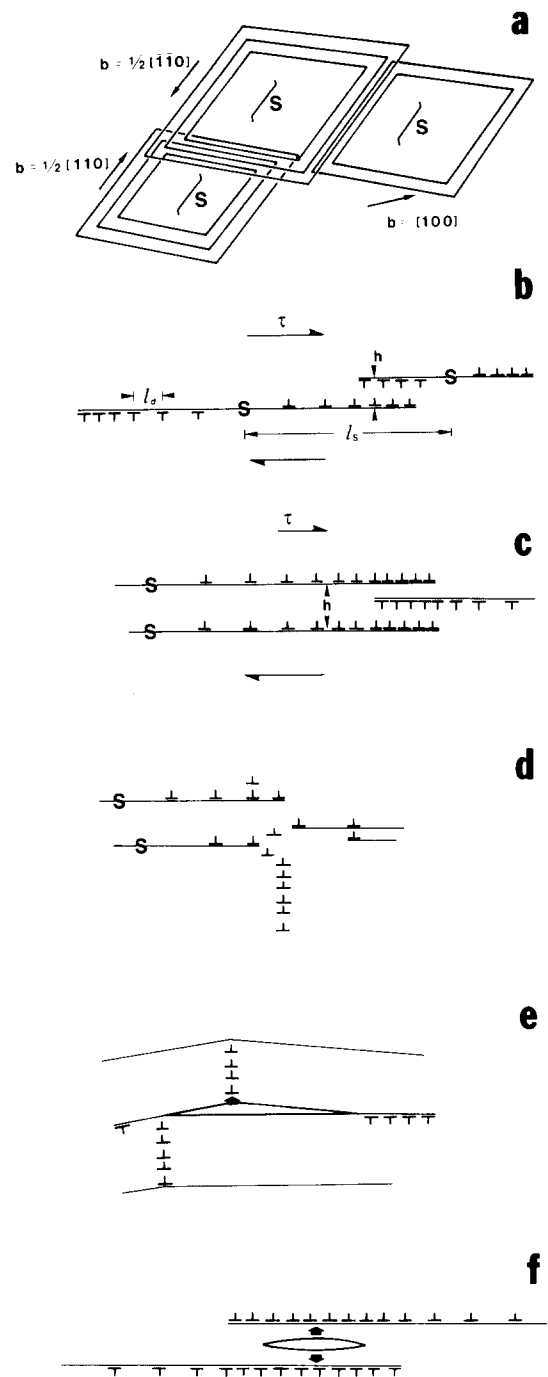 a
b = ½ [1̄1̄0]
S
S
b = ½ [110]
S
b = [100]
b
τ
h
S
l_d
S
l_s
c
τ
S
h
S
d
S
S
e
f